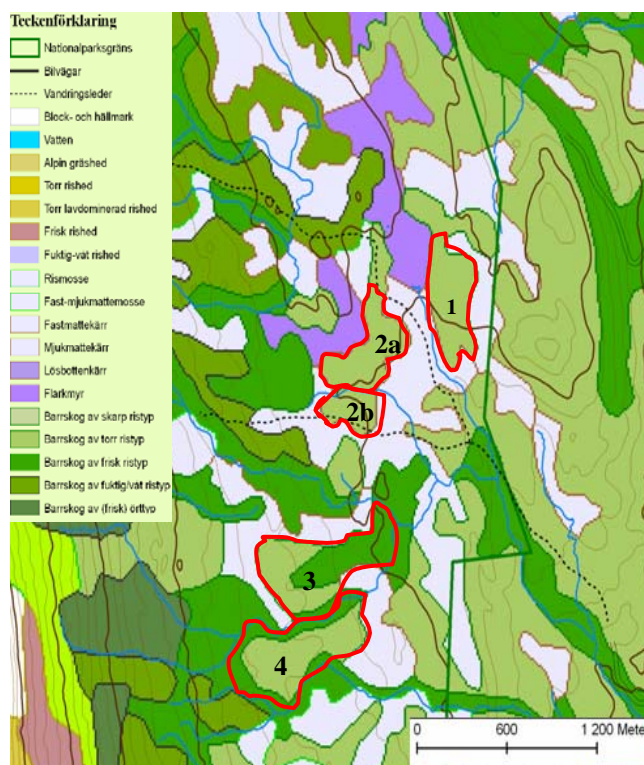 Teckenförklaring
Nationalparksgräns
Bilvägar
Vandringsleder
Block- och hällmark
Vatten
Alpin gräshed
Torr rished
Torr lavdominerad rished
Frisk rished
Fuktig-våt rished
Rismosse
Fast-mjukmattemosse
Fastmattekärr
Mjukmattekärr
Lösbottenkärr
Flarkmyr
Barrskog av skarp ristyp
Barrskog av torr ristyp
Barrskog av frisk ristyp
Barrskog av fuktig/våt ristyp
Barrskog av (frisk) örttyp
1
2a
2b
3
4
0 600 1 200 Mete